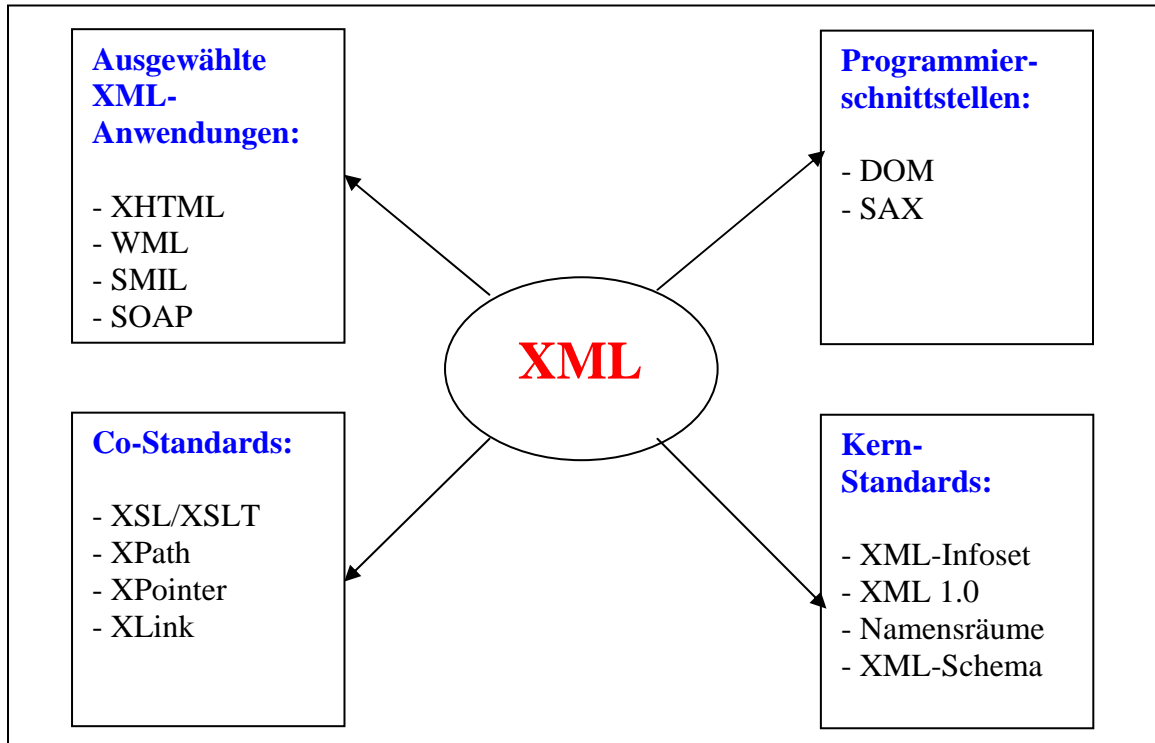 Ausgewählte
XML-
Anwendungen:
- XHTML
- WML
- SMIL
- SOAP
Programmier-
schnittstellen:
- DOM
- SAX
XML
Co-Standards:
- XSL/XSLT
- XPath
- XPointer
- XLink
Kern-
Standards:
- XML-Infoset
- XML 1.0
- Namensräume
- XML-Schema